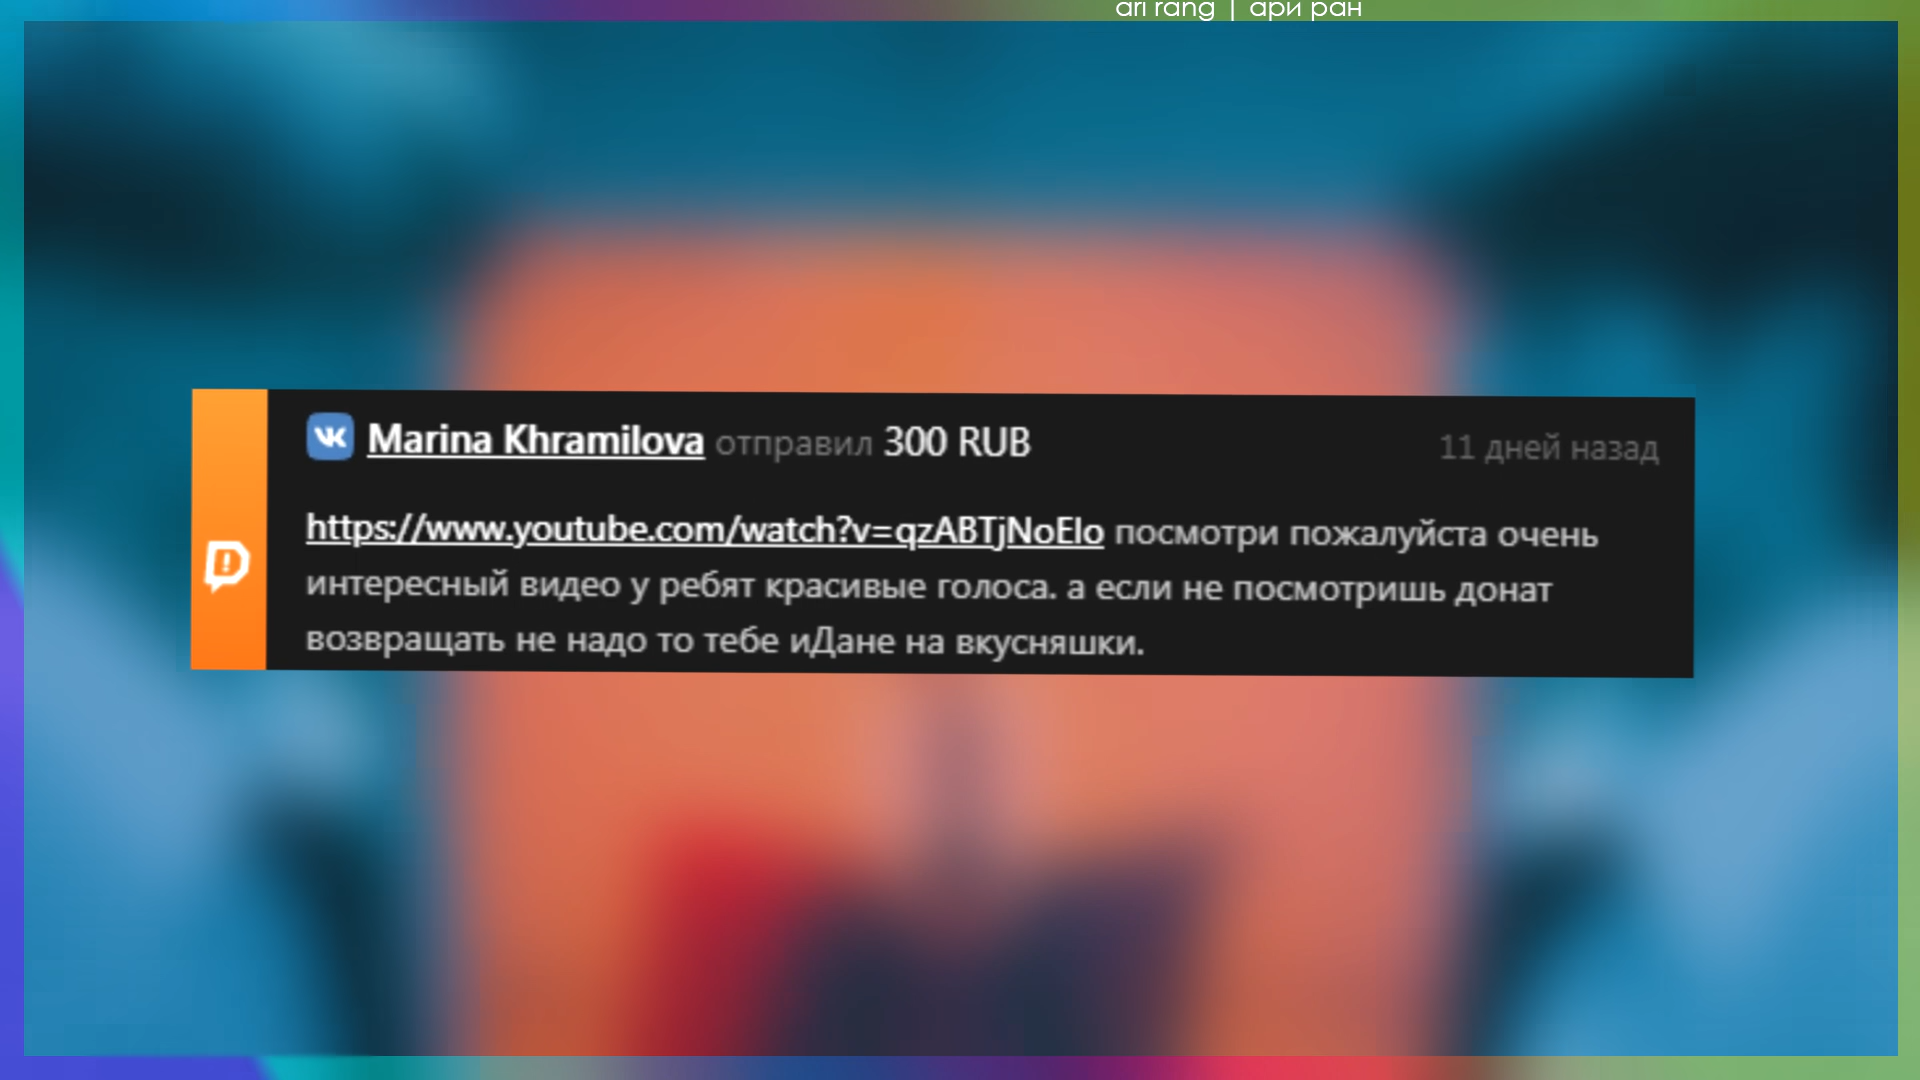 ari rang | ари ран
Marina Khramilova отправил 300 RUB 11 дней назад
https://www.youtube.com/watch?v=qzABTjNoEIo посмотри пожалуйста очень
интересный видео у ребят красивые голоса. а если не посмотришь донат
возвращать не надо то тебе иДане на вкусняшки.